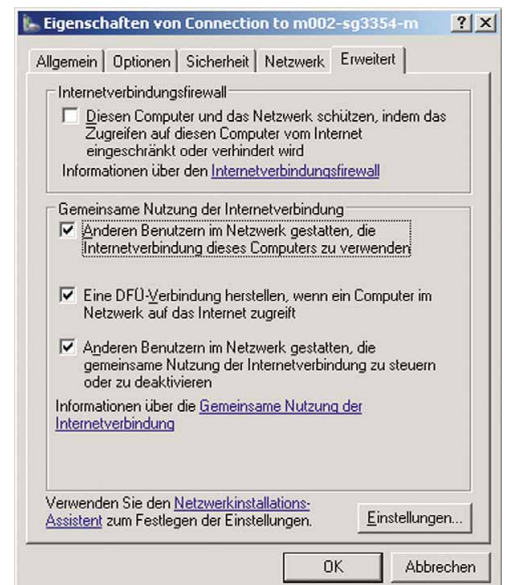 Eigenschaften von Connection to m002-sg3354-m
Allgemein Optionen Sicherheit Netzwerk Erweitert
Internetverbindungsfirewall
Diesen Computer und das Netzwerk schützen, indem das
Zugreifen auf diesen Computer vom Internet
eingeschränkt oder verhindert wird
Informationen über den Internetverbindungsfirewall
Gemeinsame Nutzung der Internetverbindung
Anderen Benutzern im Netzwerk gestatten, die
Internetverbindung dieses Computers zu verwenden
Eine DFÜ-Verbindung herstellen, wenn ein Computer im
Netzwerk auf das Internet zugreift
Anderen Benutzern im Netzwerk gestatten, die
gemeinsame Nutzung der Internetverbindung zu steuern
oder zu deaktivieren
Informationen über die Gemeinsame Nutzung der
Internetverbindung
Verwenden Sie den Netzwerkinstallations-
Assistent zum Festlegen der Einstellungen.
Einstellungen...
OK Abbrechen